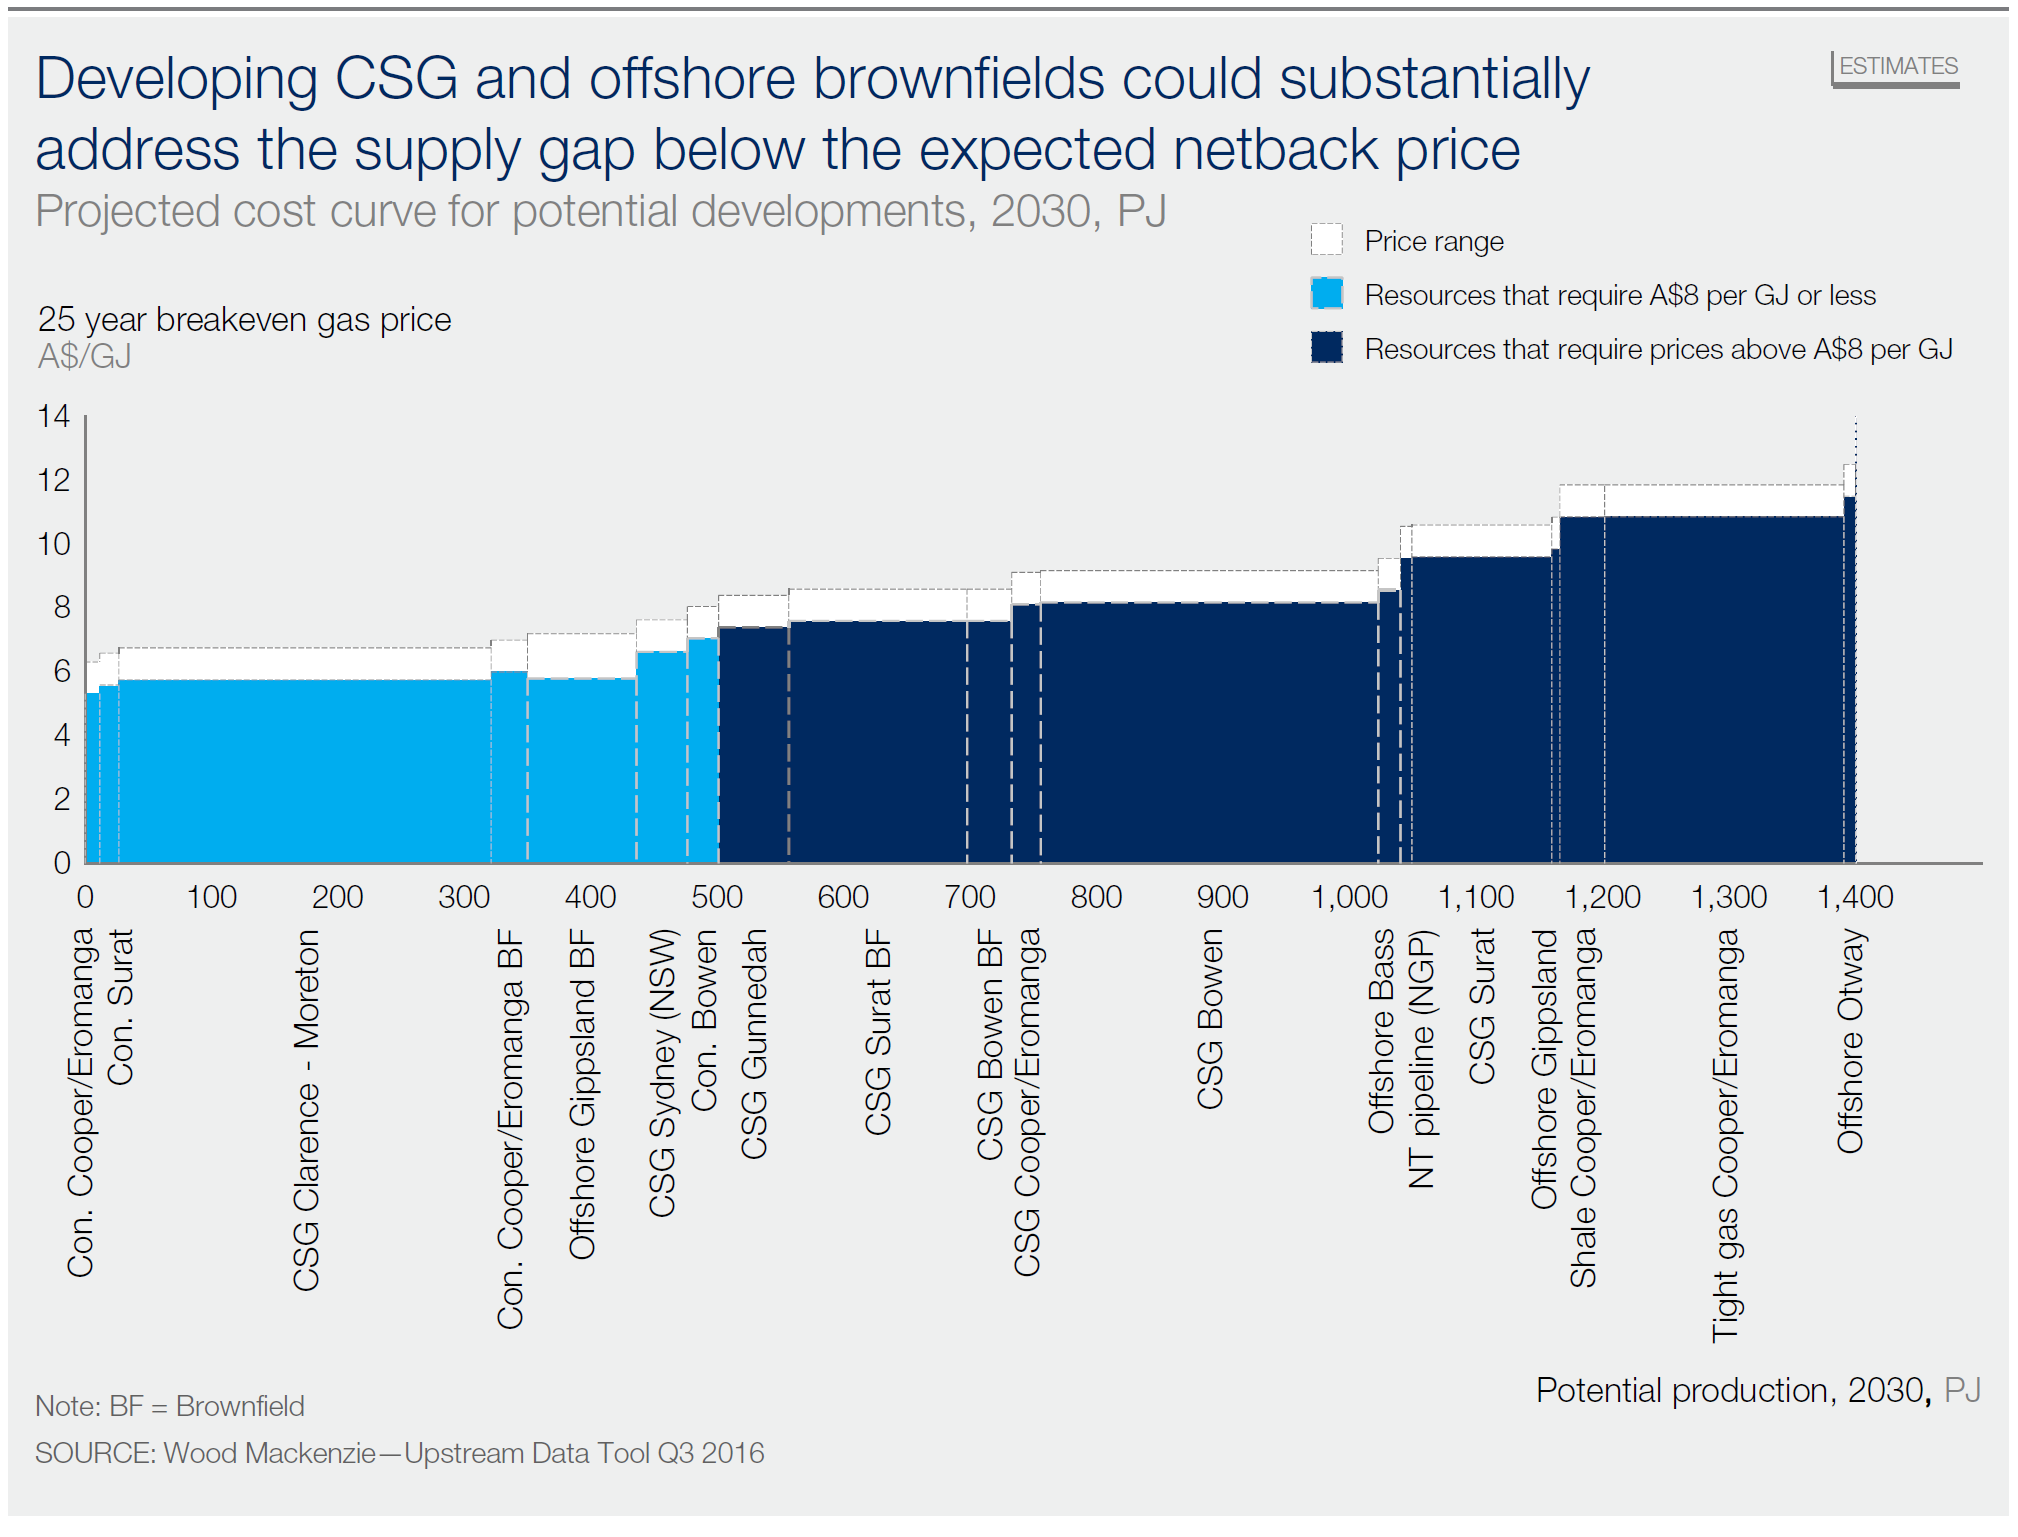 Developing CSG and offshore brownfields could substantially
address the supply gap below the expected netback price
ESTIMATES
Projected cost curve for potential developments, 2030, PJ
Price range
Resources that require A$8 per GJ or less
Resources that require prices above A$8 per GJ
25 year breakeven gas price
A$/GJ
14
12
10
8
6
4
2
0
0 100 200 300 400 500 600 700 800 900 1,000 1,100 1,200 1,300 1,400
Con. Cooper/Eromanga
Con. Surat
CSG Clarence - Moreton
Con. Cooper/Eromanga BF
Offshore Gippsland BF
CSG Sydney (NSW)
Con. Bowen
CSG Gunnedah
CSG Surat BF
CSG Bowen BF
CSG Cooper/Eromanga
CSG Bowen
Offshore Bass
NT pipeline (NGP)
CSG Surat
Offshore Gippsland
Shale Cooper/Eromanga
Tight gas Cooper/Eromanga
Offshore Otway
Potential production, 2030, PJ
Note: BF = Brownfield
SOURCE: Wood Mackenzie—Upstream Data Tool Q3 2016